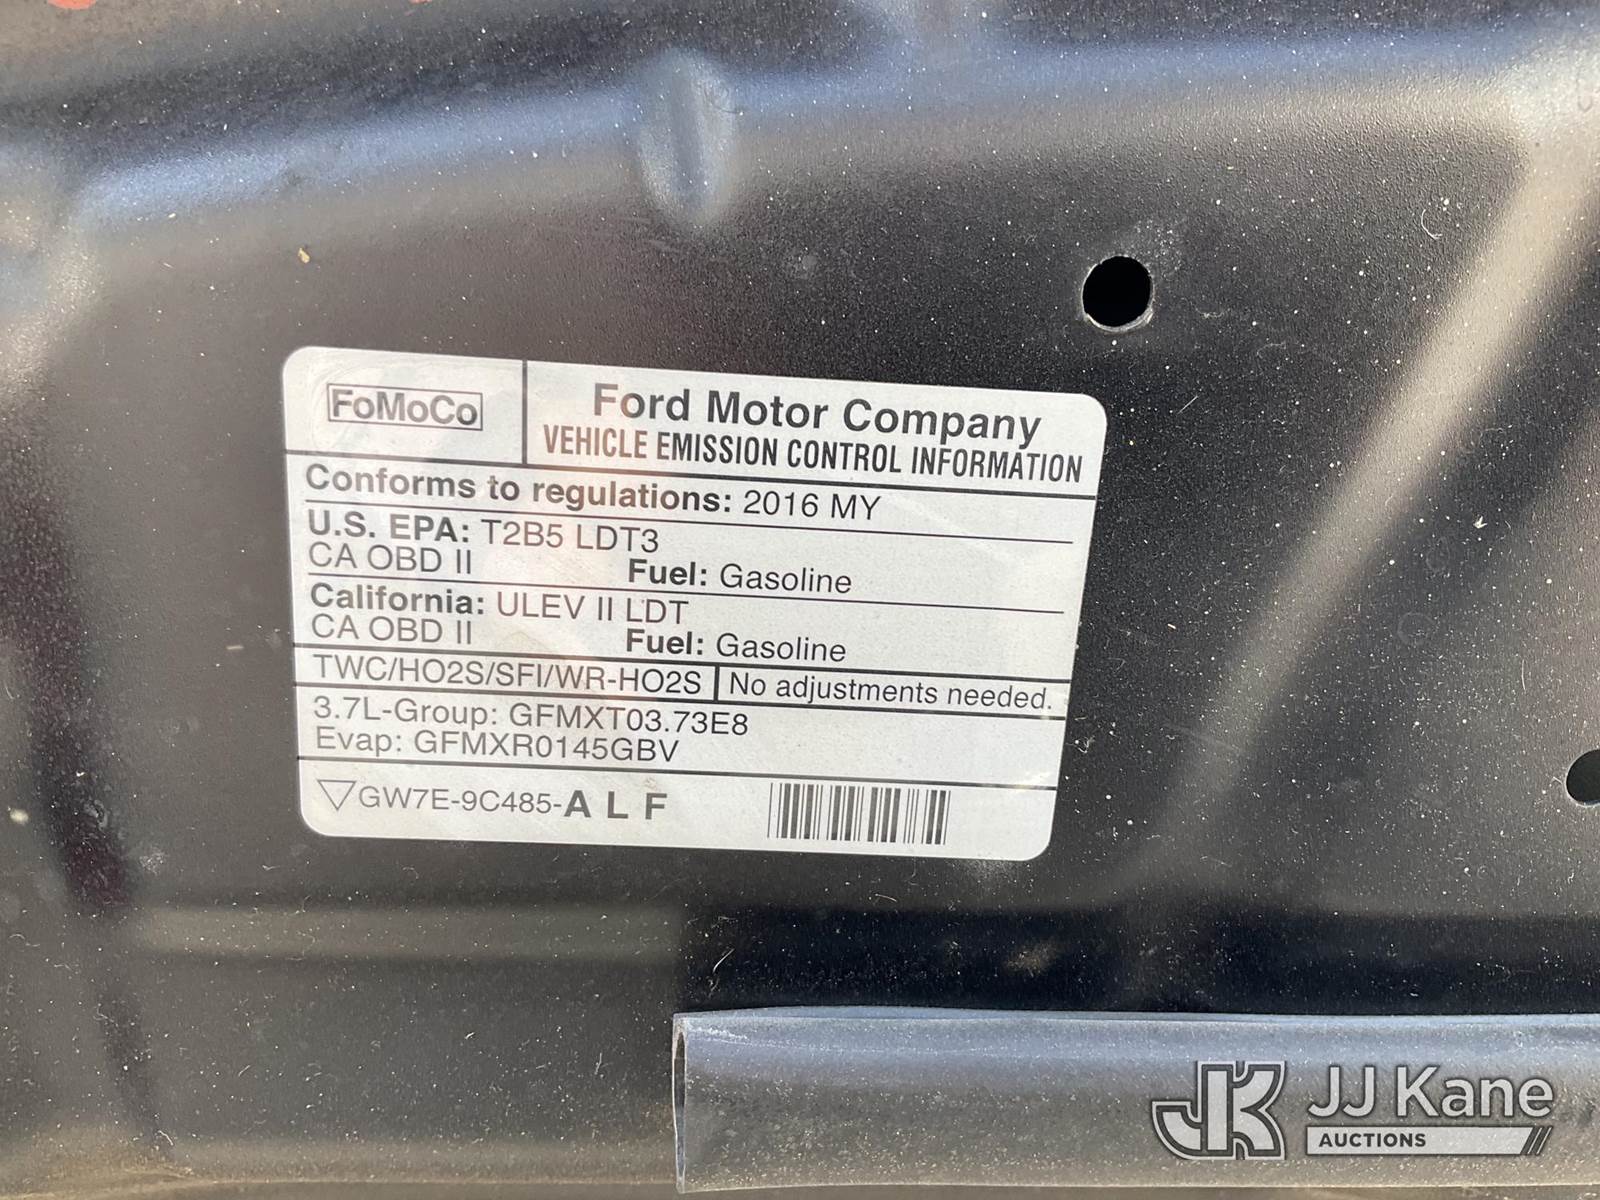 FoMoCo
Ford Motor Company
VEHICLE EMISSION CONTROL INFORMATION
Conforms to regulations: 2016 MY
U.S. EPA: T2B5 LDT3
CA OBD II Fuel: Gasoline
California: ULEV II LDT
CA OBD II Fuel: Gasoline
TWC/HO2S/SFI/WR-HO2S No adjustments needed.
3.7L-Group: GFMXT03.73E8
Evap: GFMXR0145GBV
GW7E-9C485-A L F
JK JJ Kane
AUCTIONS